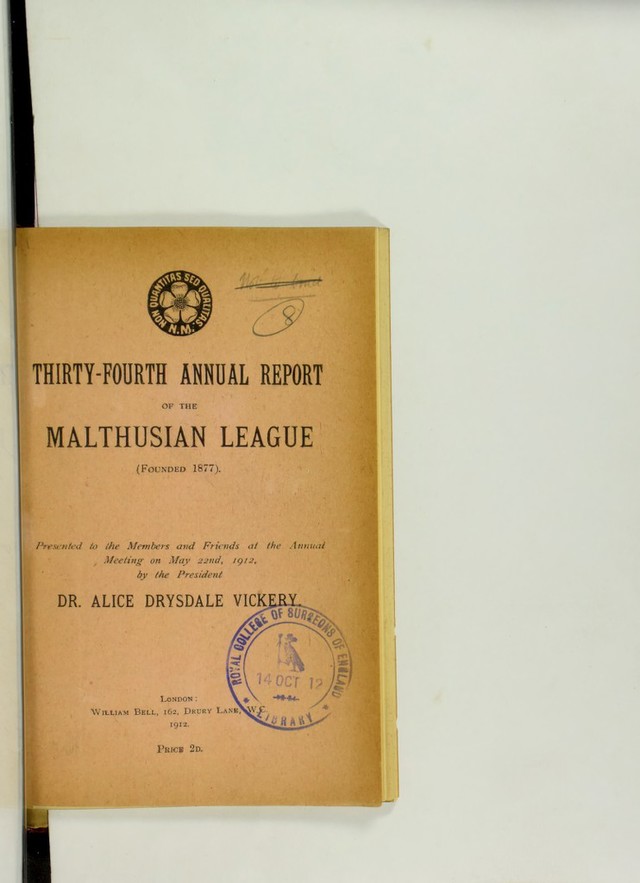 NON QUANTITAS SED QUALITAS
N.M.
8
THIRTY-FOURTH ANNUAL REPORT
OF THE
MALTHUSIAN LEAGUE
(FOUNDED 1877).
Presented to the Members and Friends at the Annual
Meeting on May 22nd, 1912,
by the President
DR. ALICE DRYSDALE VICKERY.
ROYAL COLLEGE OF SURGEONS OF ENGLAND
14 OCT 12
LIBRARY
LONDON:
WILLIAM BELL, 162, DRURY LANE, W.C.
1912.
PRICE 2D.